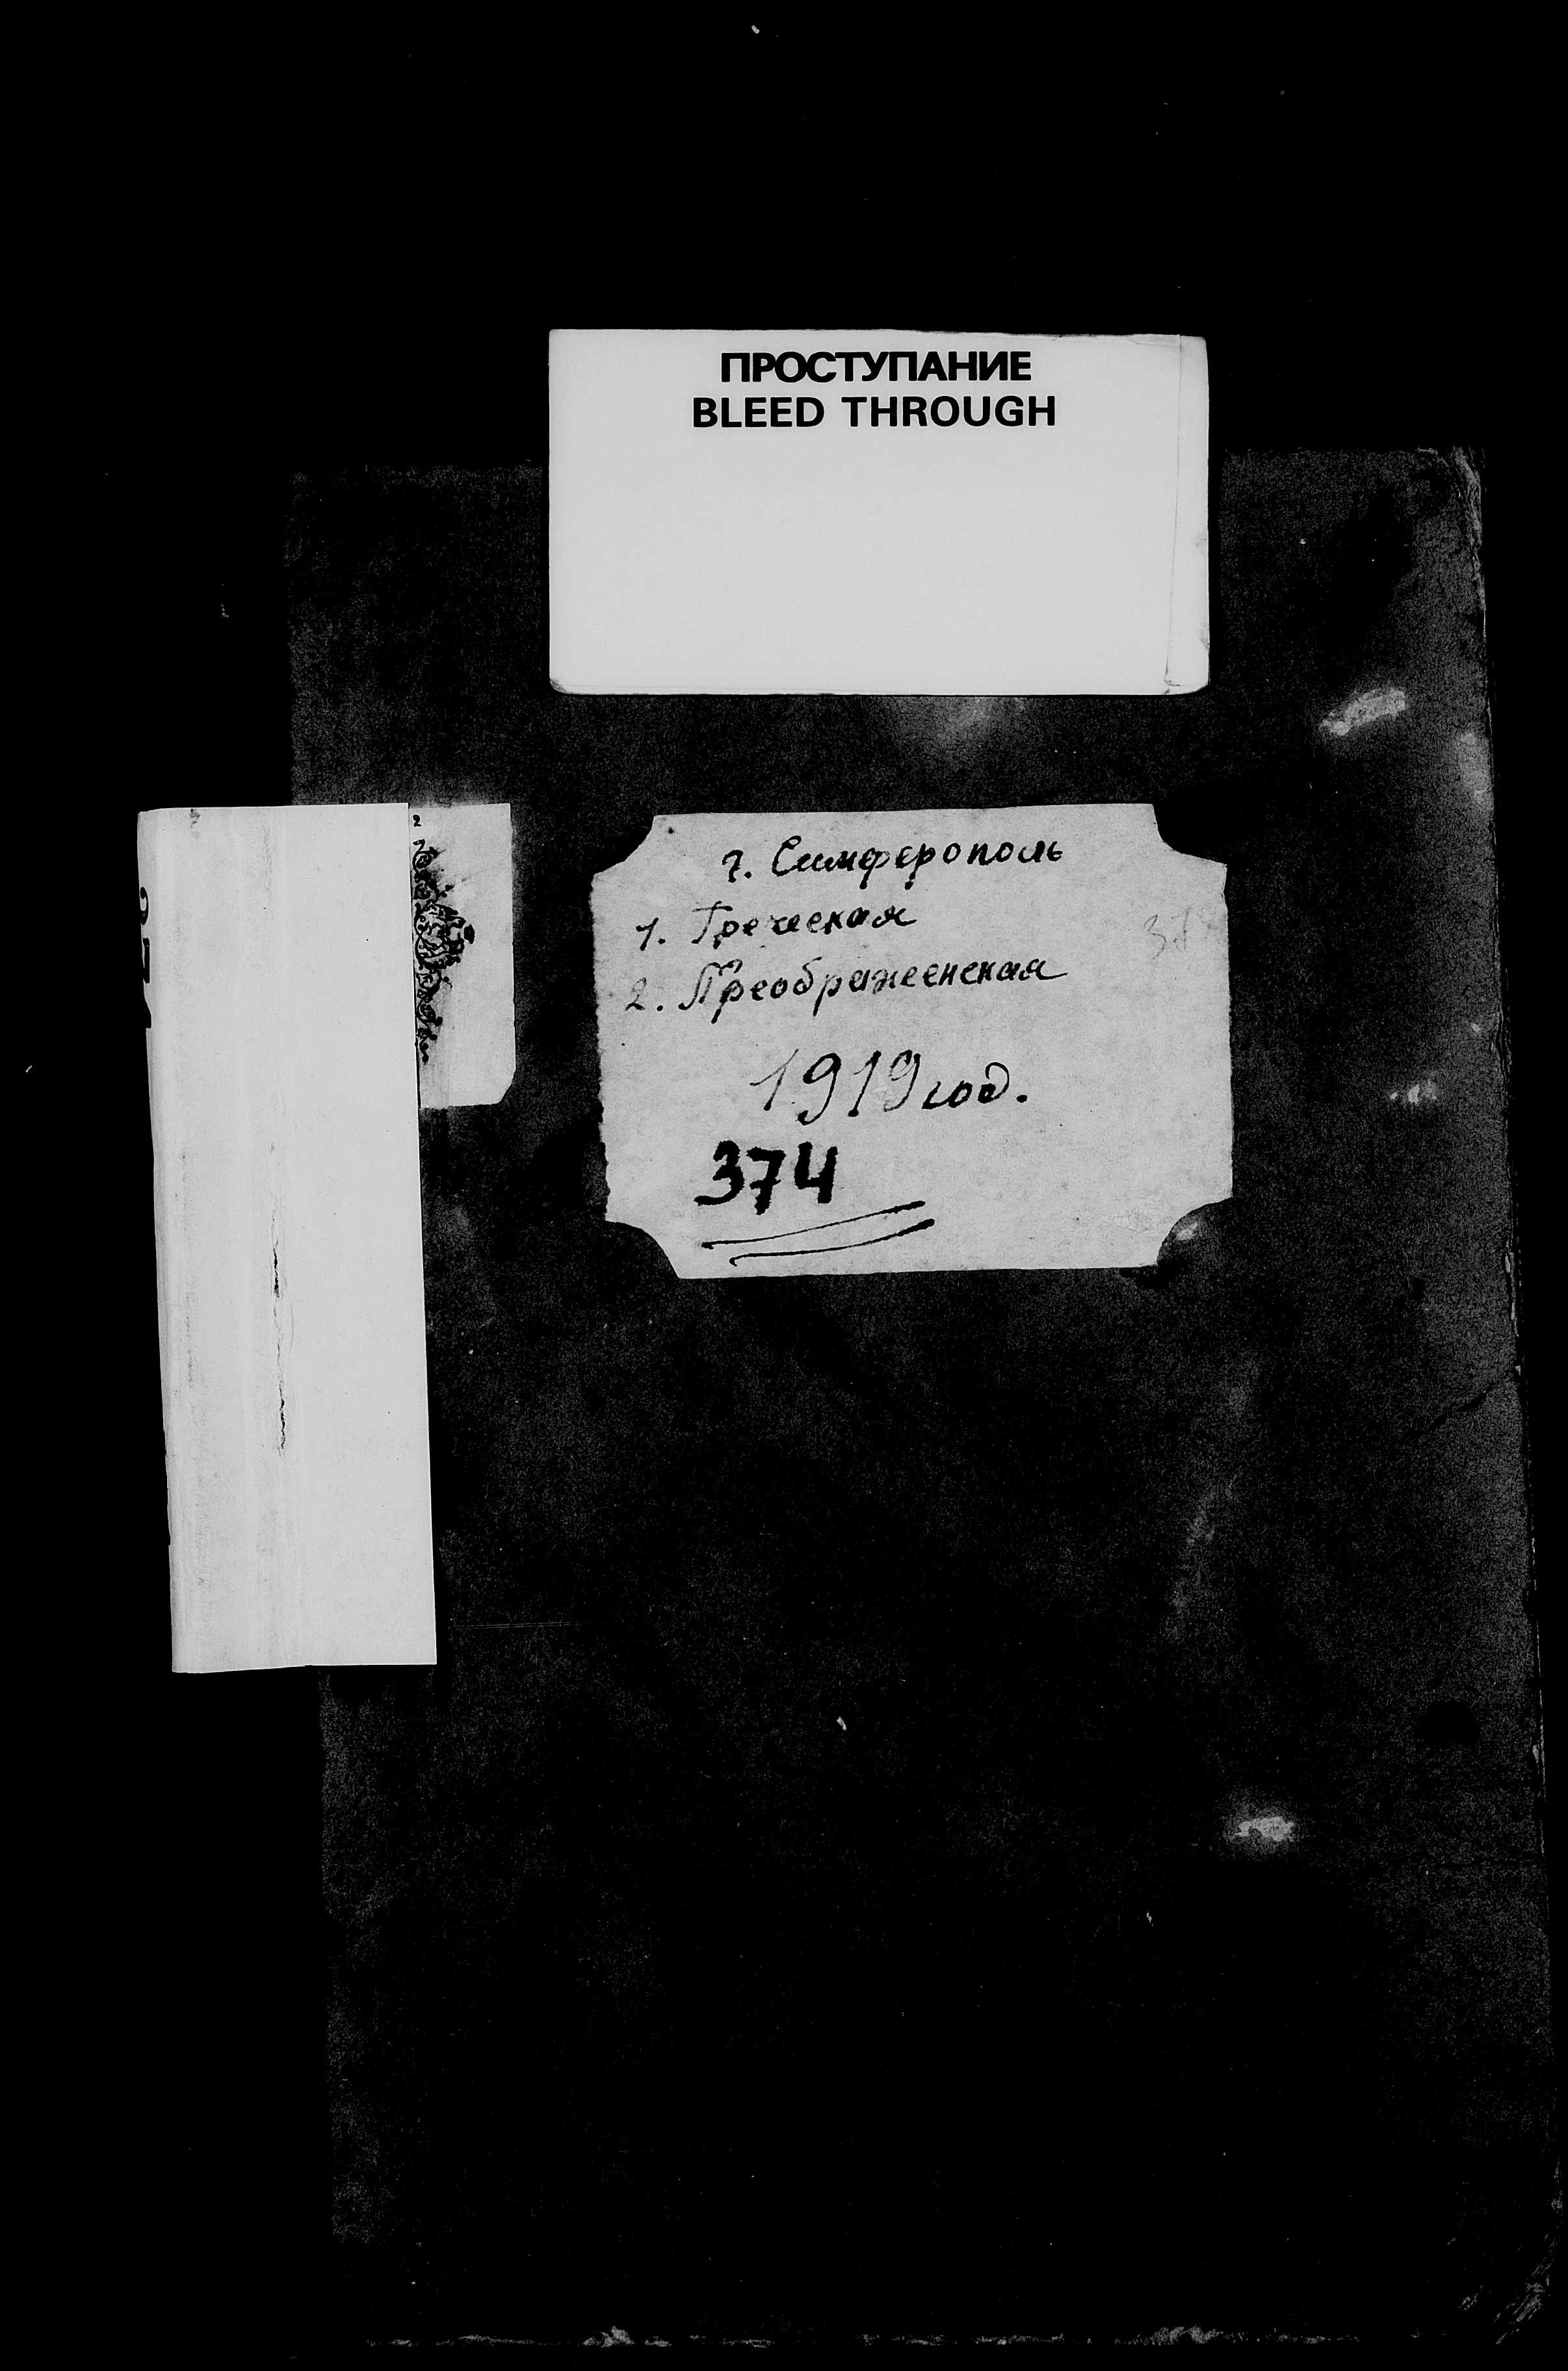 ПРОСТУПАНИЕ
BLEED THROUGH
г. Симферополь
1. Греческая
2. Преображенская
1919 год.
374